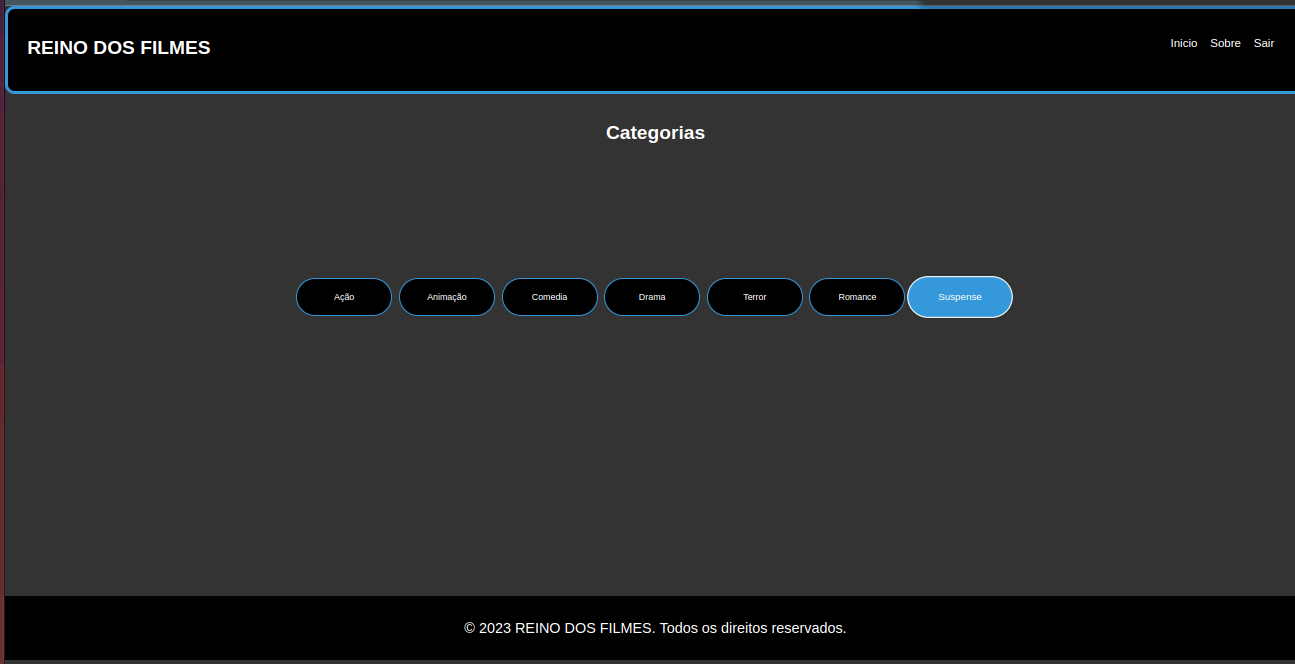 REINO DOS FILMES
Inicio Sobre Sair
Categorias
Ação Animação Comedia Drama Terror Romance Suspense
© 2023 REINO DOS FILMES. Todos os direitos reservados.